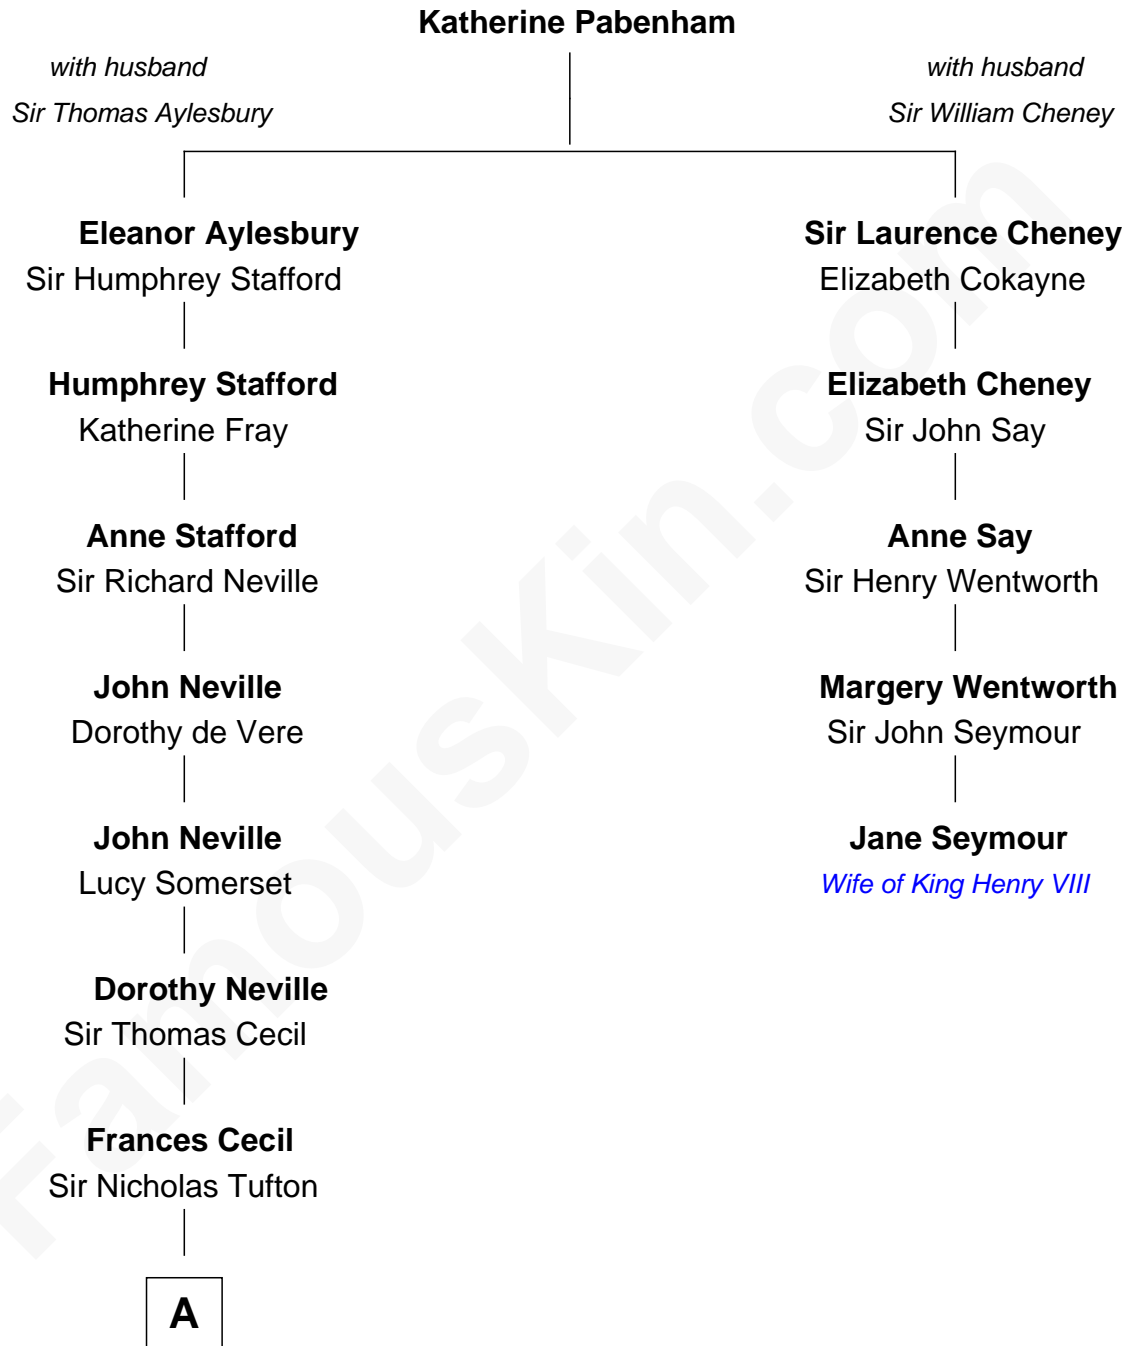 Katherine Pabenham
with husband
Sir Thomas Aylesbury
with husband
Sir William Cheney
Eleanor Aylesbury
Sir Humphrey Stafford
Sir Laurence Cheney
Elizabeth Cokayne
Humphrey Stafford
Katherine Fray
Elizabeth Cheney
Sir John Say
Anne Stafford
Sir Richard Neville
Anne Say
Sir Henry Wentworth
John Neville
Dorothy de Vere
Margery Wentworth
Sir John Seymour
John Neville
Lucy Somerset
Jane Seymour
Wife of King Henry VIII
Dorothy Neville
Sir Thomas Cecil
Frances Cecil
Sir Nicholas Tufton
A
FamousKin.com